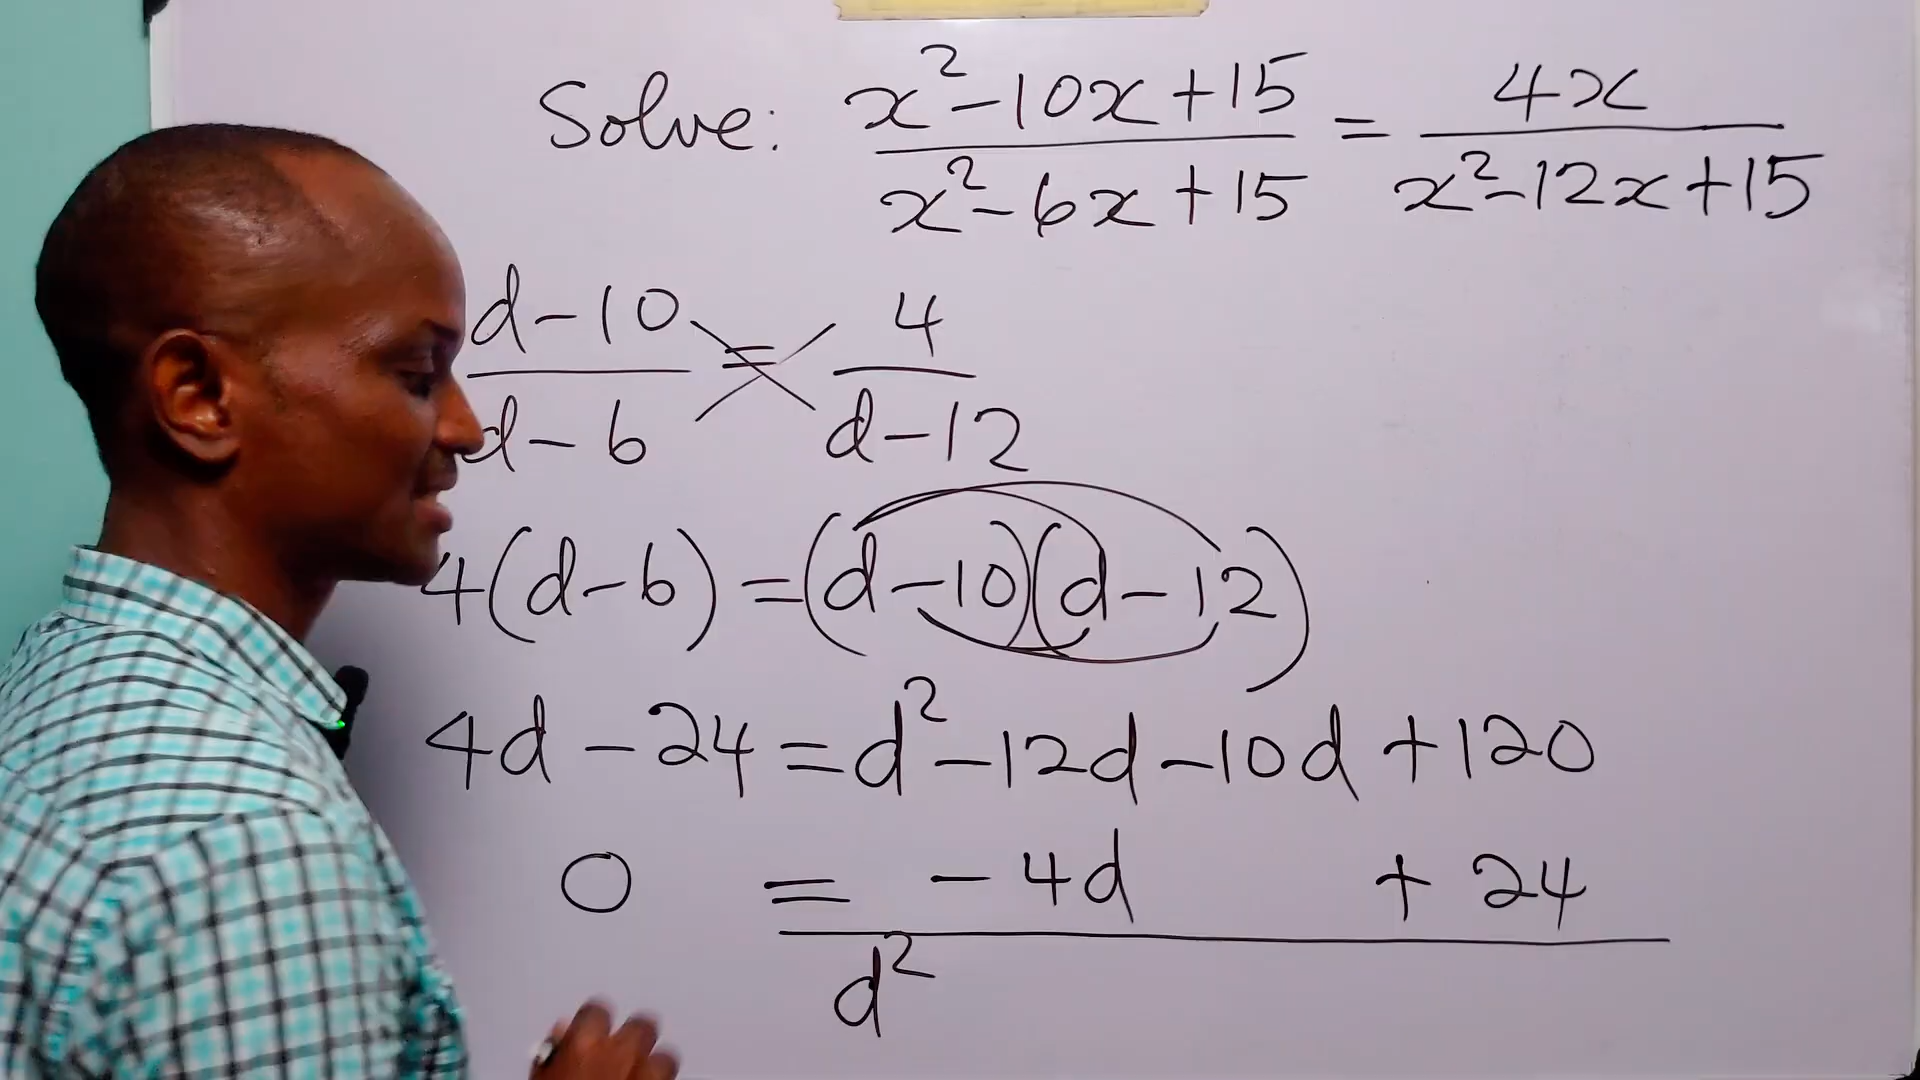 Solve: x²-10x+15 = 4x
x²-6x+15 x²-12x+15
d-10 = 4
d-6 d-12
4(d-6)=(d-10)(d-12)
4d-24=d²-12d-10d+120
0 = -4d + 24
d²